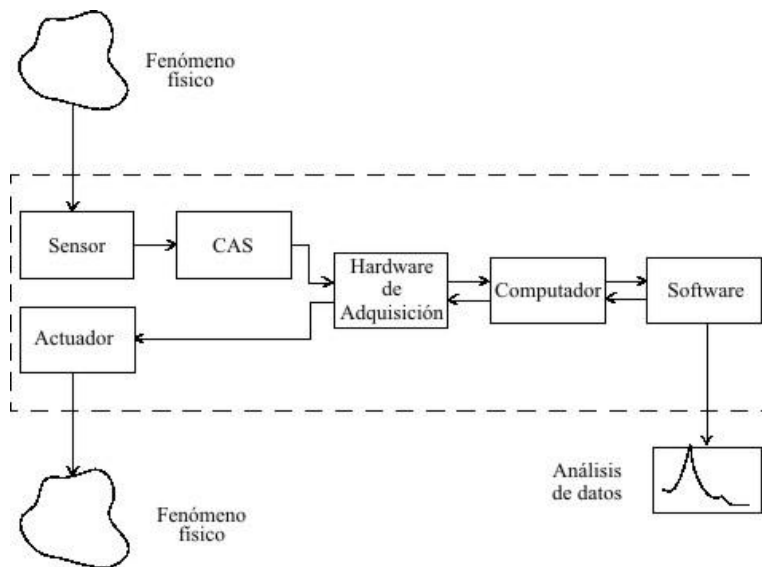 Fenómeno
físico
Sensor
CAS
Hardware
de
Adquisición
Computador
Software
Actuador
Análisis
de datos
Fenómeno
físico